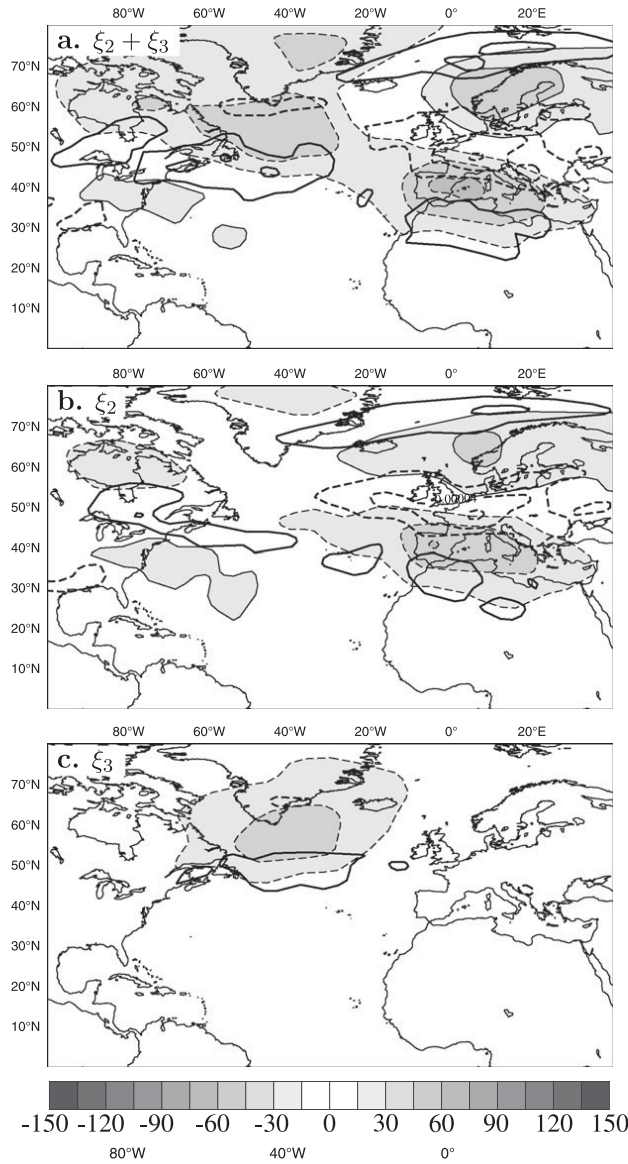 80°W 60°W 40°W 20°W 0° 20°E
a. ξ₂ + ξ₃
70°N
60°N
50°N
40°N
30°N
20°N
10°N
80°W 60°W 40°W 20°W 0° 20°E
b. ξ₂
70°N
60°N
50°N
40°N
30°N
20°N
10°N
80°W 60°W 40°W 20°W 0° 20°E
c. ξ₃
70°N
60°N
50°N
40°N
30°N
20°N
10°N
-150 -120 -90 -60 -30 0 30 60 90 120 150
80°W 40°W 0°